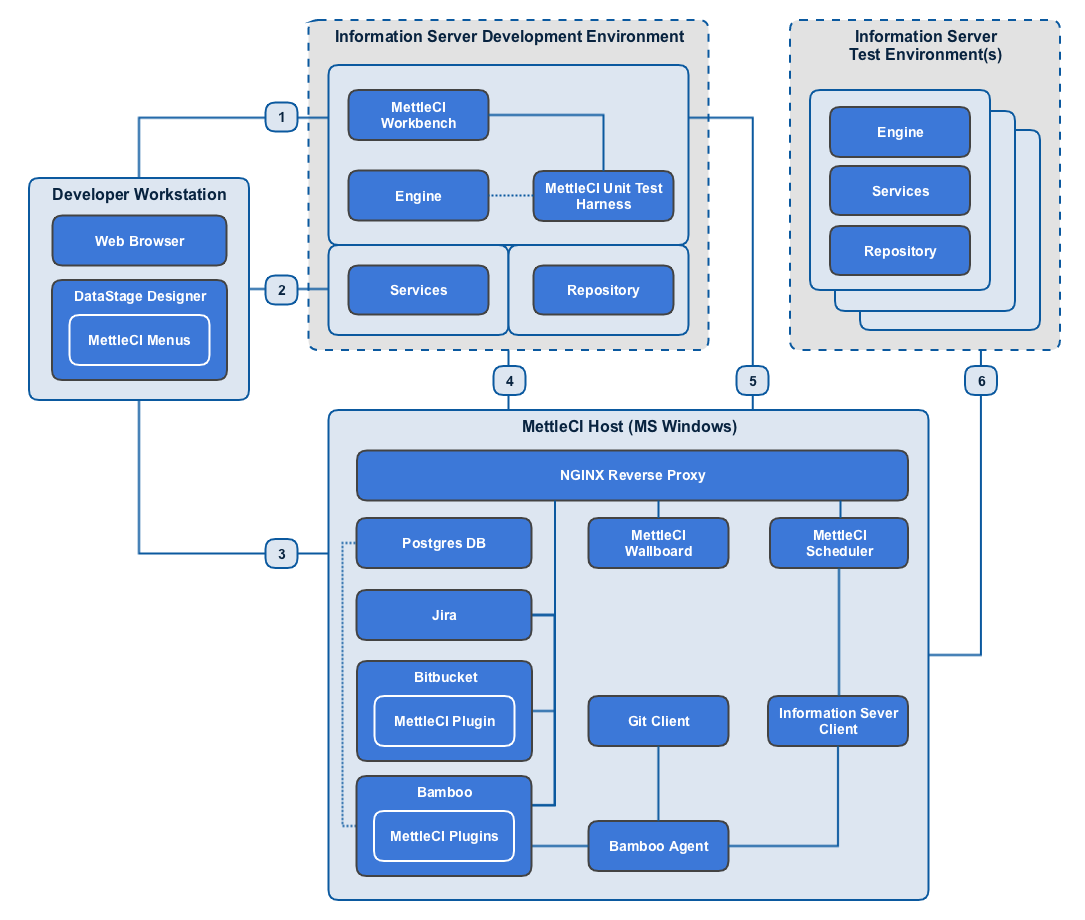 Information Server Development Environment
MettleCI
Workbench
Engine
MettleCI Unit Test
Harness
Services
Repository
Information Server
Test Environment(s)
Engine
Services
Repository
1
2
3
4
5
6
Developer Workstation
Web Browser
DataStage Designer
MettleCI Menus
MettleCI Host (MS Windows)
NGINX Reverse Proxy
Postgres DB
MettleCI
Wallboard
MettleCI
Scheduler
Jira
Bitbucket
MettleCI Plugin
Git Client
Information Sever
Client
Bamboo
MettleCI Plugins
Bamboo Agent